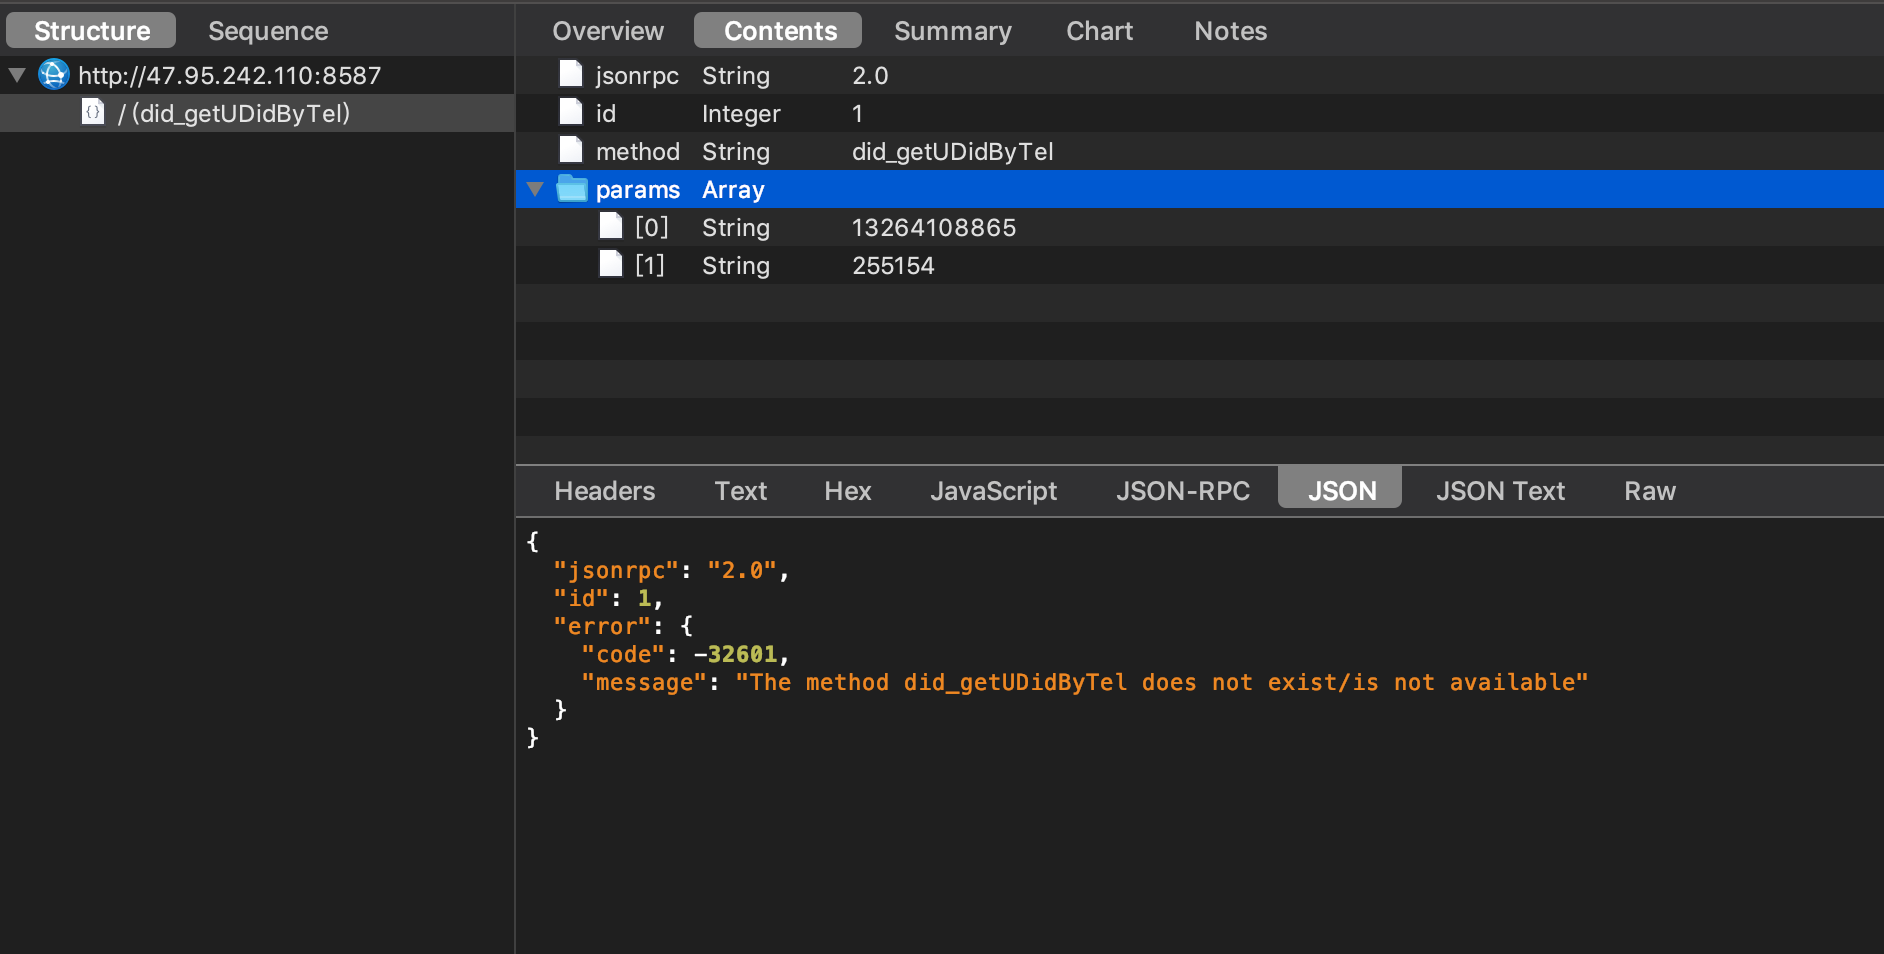 Structure Sequence
http://47.95.242.110:8587
{} / (did_getUDidByTel)
Overview Contents Summary Chart Notes
jsonrpc String 2.0
id Integer 1
method String did_getUDidByTel
params Array
[0] String 13264108865
[1] String 255154
Headers Text Hex JavaScript JSON-RPC JSON JSON Text Raw
{
"jsonrpc": "2.0",
"id": 1,
"error": {
"code": -32601,
"message": "The method did_getUDidByTel does not exist/is not available"
}
}